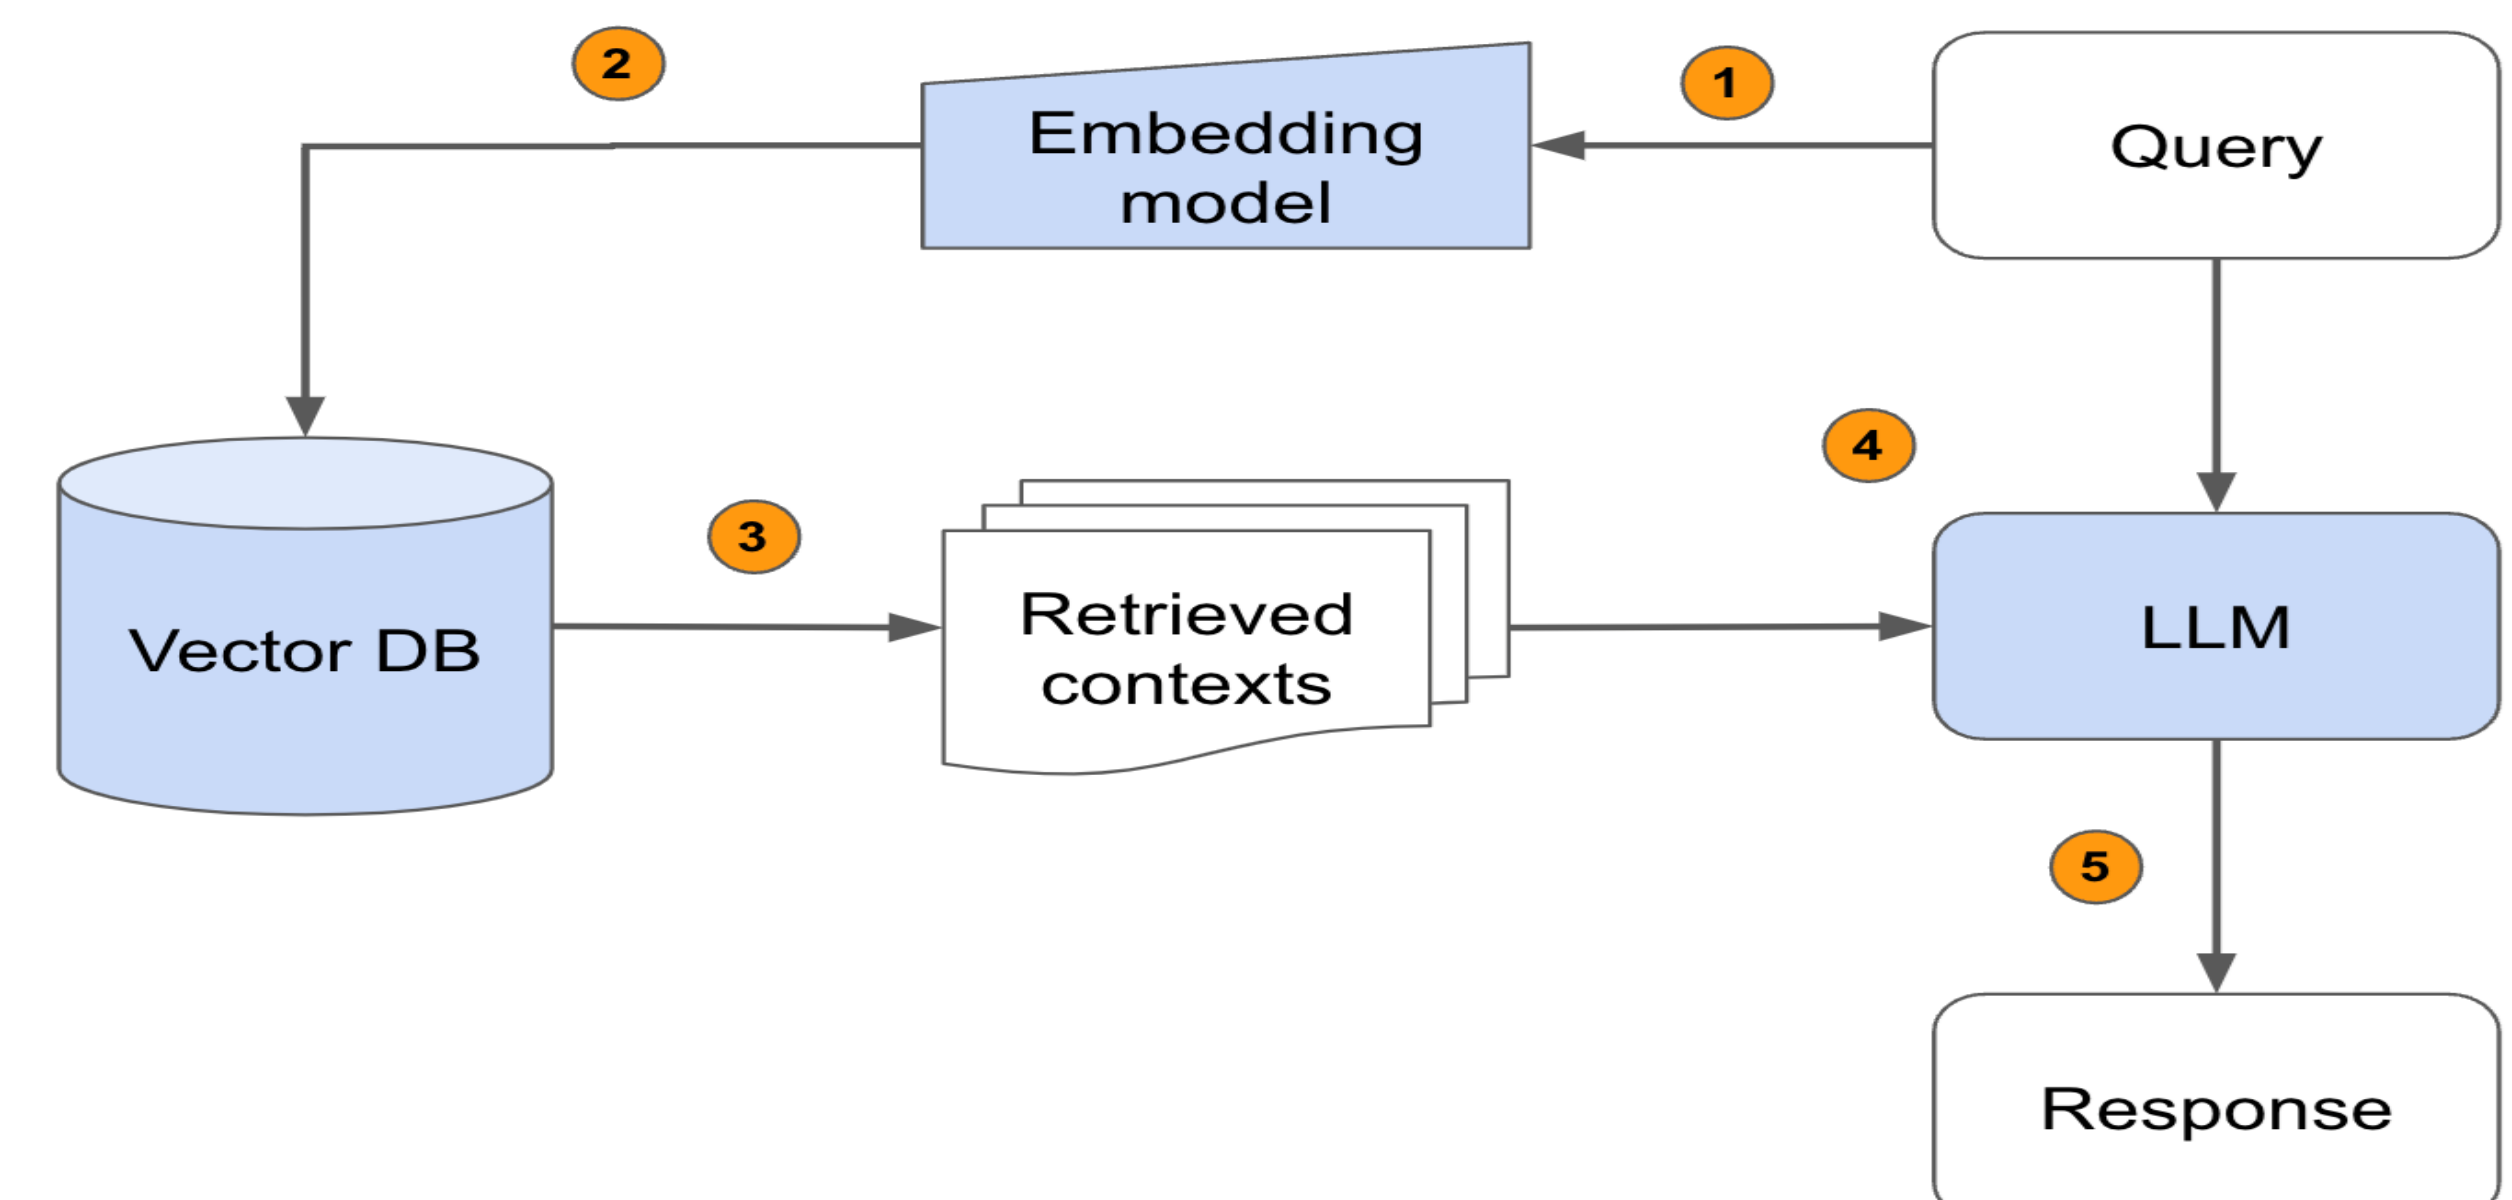 2
Embedding
model
1
Query
4
3
Vector DB
Retrieved
contexts
LLM
5
Response